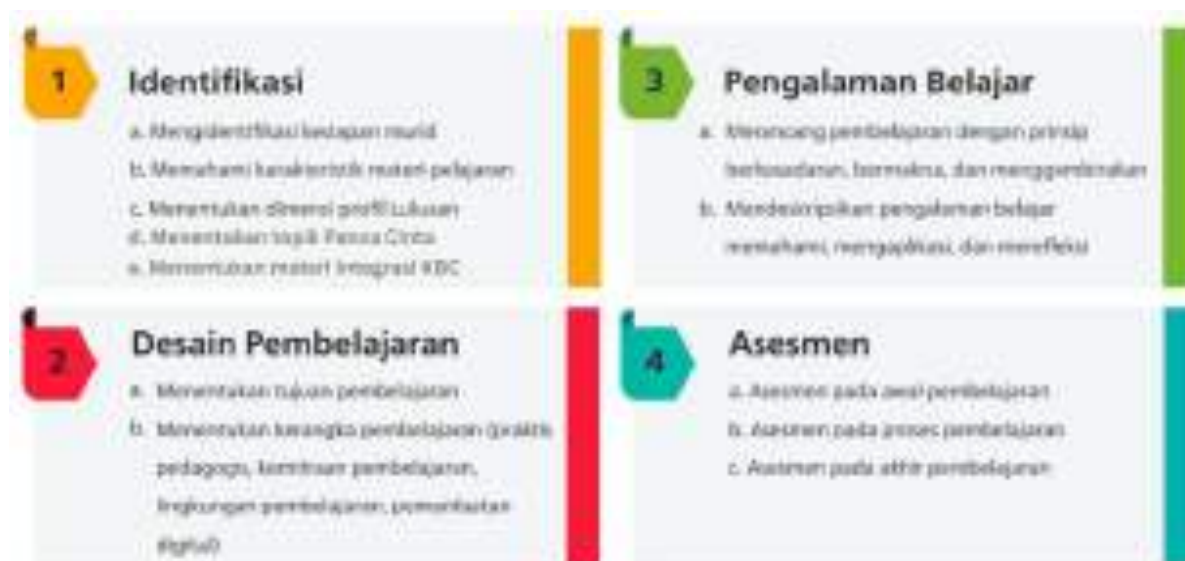 1
Identifikasi
a. Mengidentifikasi kesiapan murid
b. Memahami karakteristik materi pelajaran
c. Menentukan dimensi profil Lulusan
d. Menentukan topik Panca Cinta
e. Menentukan materi Integrasi KBC
2
Desain Pembelajaran
a. Menentukan tujuan pembelajaran
b. Menentukan kerangka pembelajaran (praktik
pedagogis, kemitraan pembelajaran,
lingkungan pembelajaran, pemanfaatan
digital)
3
Pengalaman Belajar
a. Merancang pembelajaran dengan prinsip
berkesadaran, bermakna, dan menggembirakan
b. Mendeskripsikan pengalaman belajar
memahami, mengaplikasi, dan merefleksi
4
Asesmen
a. Asesmen pada awal pembelajaran
b. Asesmen pada proses pembelajaran
c. Asesmen pada akhir pembelajaran